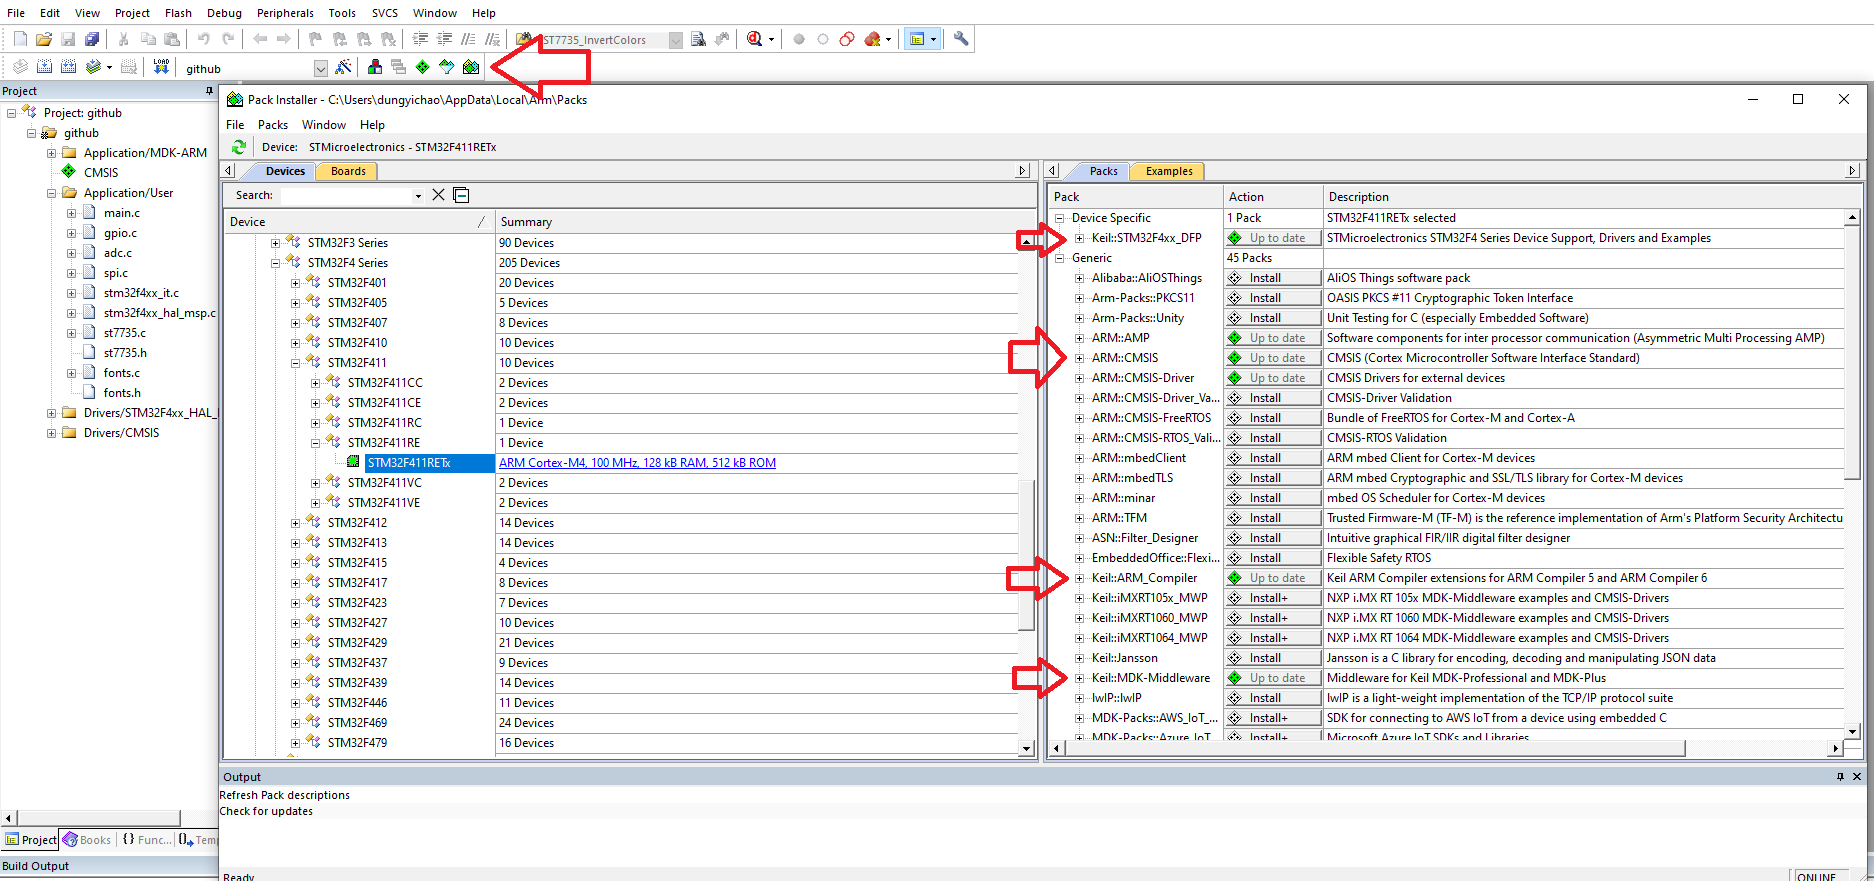 File Edit View Project Flash Debug Peripherals Tools SVCS Window Help
ST7735_InvertColors
LOAD github
Project
Project: github
github
Application/MDK-ARM
CMSIS
Application/User
main.c
gpio.c
adc.c
spi.c
stm32f4xx_it.c
stm32f4xx_hal_msp.c
st7735.c
st7735.h
fonts.c
fonts.h
Drivers/STM32F4xx_HAL_
Drivers/CMSIS
Project Books Func... Temp
Build Output
Pack Installer - C:\Users\dungyichao\AppData\Local\Arm\Packs
File Packs Window Help
Device: STMicroelectronics - STM32F411RETx
Devices Boards
Search:
Device Summary
STM32F3 Series 90 Devices
STM32F4 Series 205 Devices
STM32F401 20 Devices
STM32F405 5 Devices
STM32F407 8 Devices
STM32F410 10 Devices
STM32F411 10 Devices
STM32F411CC 2 Devices
STM32F411CE 2 Devices
STM32F411RC 1 Device
STM32F411RE 1 Device
STM32F411RETx ARM Cortex-M4, 100 MHz, 128 kB RAM, 512 kB ROM
STM32F411VC 2 Devices
STM32F411VE 2 Devices
STM32F412 14 Devices
STM32F413 14 Devices
STM32F415 4 Devices
STM32F417 8 Devices
STM32F423 7 Devices
STM32F427 10 Devices
STM32F429 21 Devices
STM32F437 9 Devices
STM32F439 14 Devices
STM32F446 11 Devices
STM32F469 24 Devices
STM32F479 16 Devices
Packs Examples
Pack Action Description
Device Specific 1 Pack STM32F411RETx selected
Keil::STM32F4xx_DFP Up to date STMicroelectronics STM32F4 Series Device Support, Drivers and Examples
Generic 45 Packs
Alibaba::AliOSThings Install AliOS Things software pack
Arm-Packs::PKCS11 Install OASIS PKCS #11 Cryptographic Token Interface
Arm-Packs::Unity Install Unit Testing for C (especially Embedded Software)
ARM::AMP Up to date Software components for inter processor communication (Asymmetric Multi Processing AMP)
ARM::CMSIS Up to date CMSIS (Cortex Microcontroller Software Interface Standard)
ARM::CMSIS-Driver Up to date CMSIS Drivers for external devices
ARM::CMSIS-Driver_Va... Install CMSIS-Driver Validation
ARM::CMSIS-FreeRTOS Install Bundle of FreeRTOS for Cortex-M and Cortex-A
ARM::CMSIS-RTOS_Vali... Install CMSIS-RTOS Validation
ARM::mbedClient Install ARM mbed Client for Cortex-M devices
ARM::mbedTLS Install ARM mbed Cryptographic and SSL/TLS library for Cortex-M devices
ARM::minar Install mbed OS Scheduler for Cortex-M devices
ARM::TFM Install Trusted Firmware-M (TF-M) is the reference implementation of Arm's Platform Security Architectu
ASN::Filter_Designer Install Intuitive graphical FIR/IIR digital filter designer
EmbeddedOffice::Flexi... Install Flexible Safety RTOS
Keil::ARM_Compiler Up to date Keil ARM Compiler extensions for ARM Compiler 5 and ARM Compiler 6
Keil::iMXRT105x_MWP Install+ NXP i.MX RT 105x MDK-Middleware examples and CMSIS-Drivers
Keil::iMXRT1060_MWP Install+ NXP i.MX RT 1060 MDK-Middleware examples and CMSIS-Drivers
Keil::iMXRT1064_MWP Install+ NXP i.MX RT 1064 MDK-Middleware examples and CMSIS-Drivers
Keil::Jansson Install Jansson is a C library for encoding, decoding and manipulating JSON data
Keil::MDK-Middleware Up to date Middleware for Keil MDK-Professional and MDK-Plus
lwIP::lwIP Install lwIP is a light-weight implementation of the TCP/IP protocol suite
MDK-Packs::AWS_IoT_... Install+ SDK for connecting to AWS IoT from a device using embedded C
MDK-Packs::Azure_IoT Install+ Microsoft Azure IoT SDKs and Libraries
Output
Refresh Pack descriptions
Check for updates
Ready ONLINE